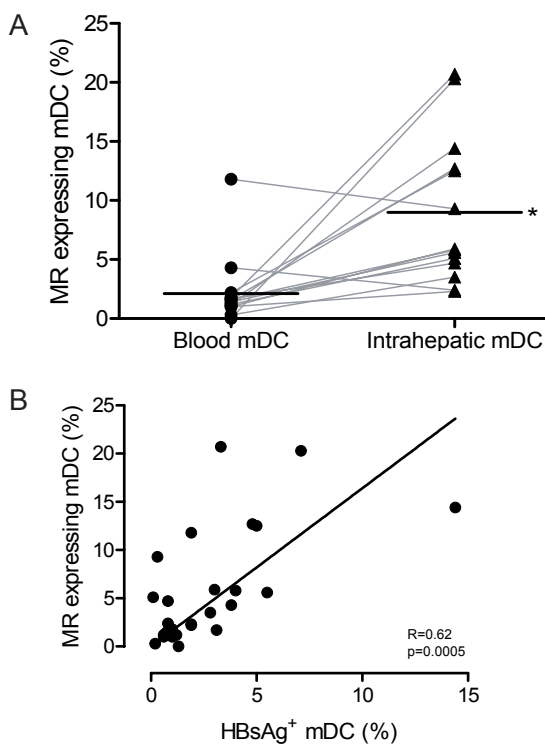 A
MR expressing mDC (%)
25
20
15
10
5
0
*
Blood mDC
Intrahepatic mDC
B
MR expressing mDC (%)
25
20
15
10
5
0
R=0.62
p=0.0005
0
5
10
15
HBsAg⁺ mDC (%)